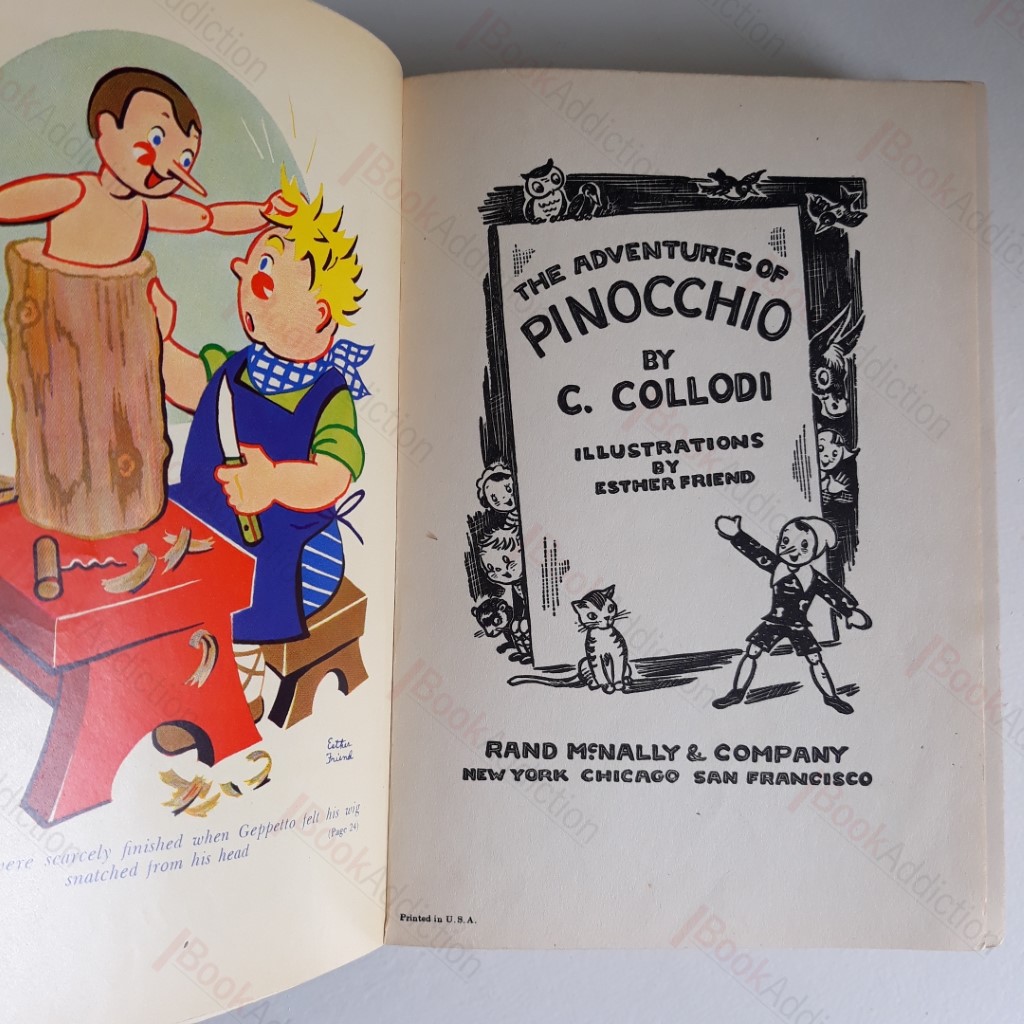 Esther
Friend
were scarcely finished when Geppetto felt his wig
snatched from his head
(Page 24)
THE ADVENTURES OF
PINOCCHIO
BY
C. COLLODI
ILLUSTRATIONS
BY
ESTHER FRIEND
RAND McNALLY & COMPANY
NEW YORK CHICAGO SAN FRANCISCO
Printed in U. S. A.
BookAddiction